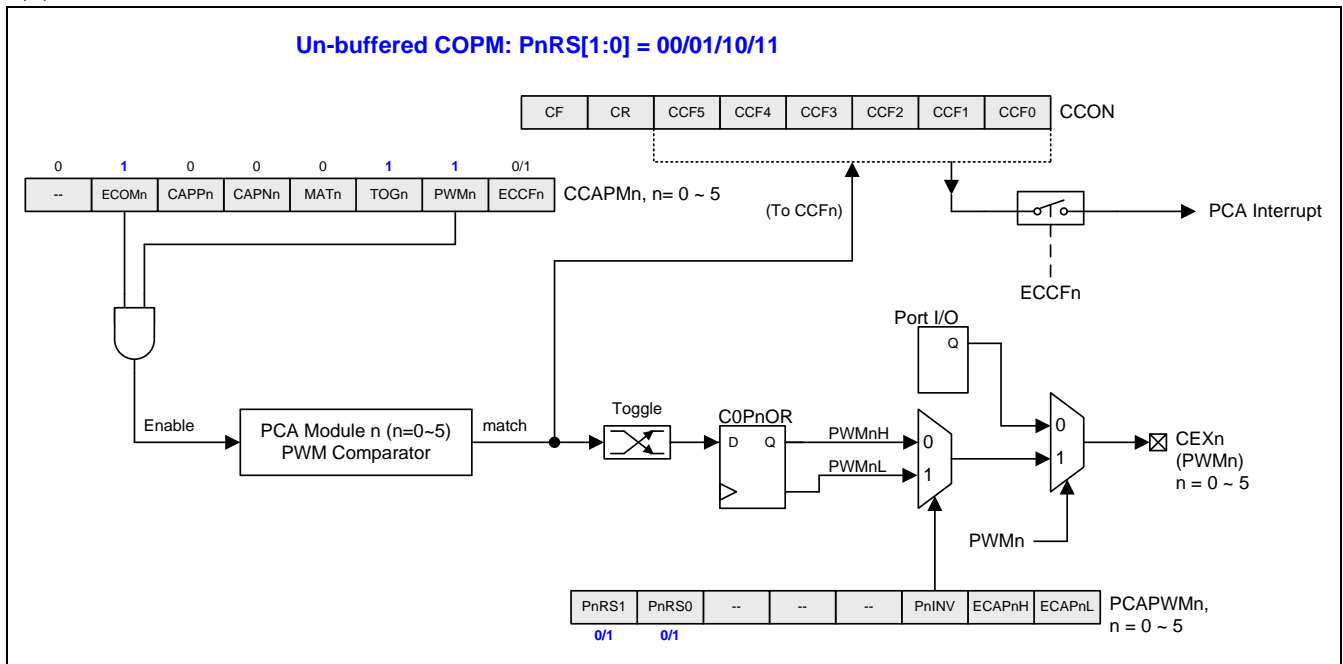 Un-buffered COPM: PnRS[1:0] = 00/01/10/11
CF CR CCF5 CCF4 CCF3 CCF2 CCF1 CCF0 CCON
0 1 0 0 0 1 1 0/1
-- ECOMn CAPPn CAPNn MATn TOGn PWMn ECCFn CCAPMn, n= 0 ~ 5
(To CCFn)
PCA Interrupt
ECCFn
Port I/O
Q
Enable
PCA Module n (n=0~5)
PWM Comparator
match
Toggle
C0PnOR
D Q
PWMnH
PWMnL
0
1
0
1
CEXn
(PWMn)
n = 0 ~ 5
PWMn
PnRS1 PnRS0 -- -- -- PnINV ECAPnH ECAPnL
PCAPWMn,
n = 0 ~ 5
0/1 0/1